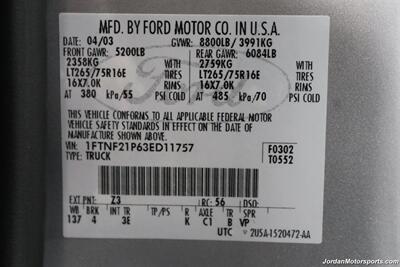 MFD. BY FORD MOTOR CO. IN U.S.A.
DATE: 04/03 GVWR: 8800LB/ 3991KG
FRONT GAWR: 5200LB REAR GAWR: 6084LB
2358KG WITH 2759KG WITH
LT265/75R16E TIRES LT265/75R16E TIRES
16X7.0K RIMS 16X7.0K RIMS
AT 380 kPa/55 PSI COLD AT 485 kPa/70 PSI COLD
Ford
THIS VEHICLE CONFORMS TO ALL APPLICABLE FEDERAL MOTOR
VEHICLE SAFETY STANDARDS IN EFFECT ON THE DATE OF
MANUFACTURE SHOWN ABOVE.
VIN: 1FTNF21P63ED11757 F0302
TYPE: TRUCK T0552
EXT PNT: Z3 RC: 56 DSO:
WB BRK INT TR TP/PS R AXLE TR SPR
137 4 3E K C1 B VP
UTC 2U5A-1520472-AA
JordanMotorsports.com